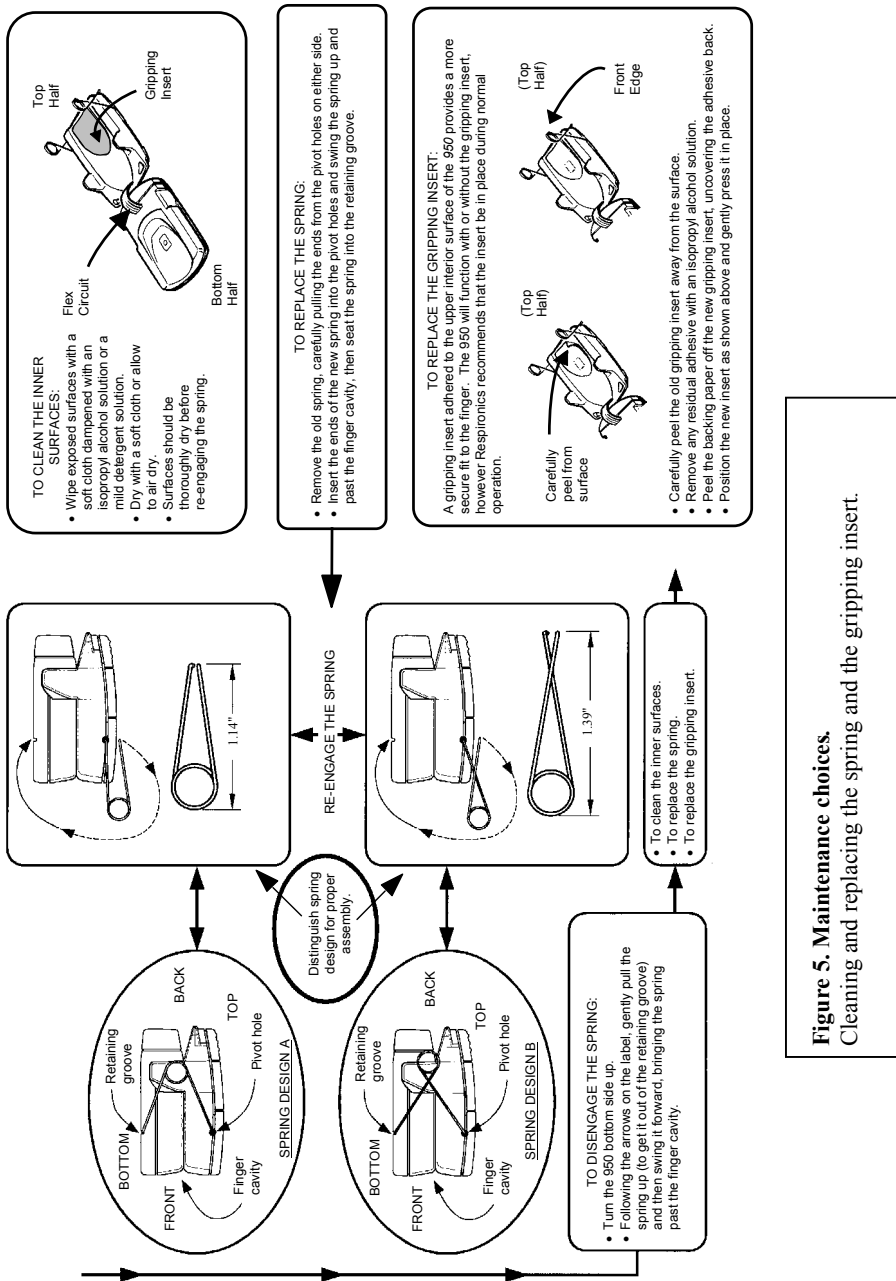 BOTTOM
Retaining
groove
FRONT
BACK
TOP
Finger
cavity
Pivot hole
SPRING DESIGN A
BOTTOM
Retaining
groove
FRONT
BACK
TOP
Finger
cavity
Pivot hole
SPRING DESIGN B
Distinguish spring
design for proper
assembly.
TO DISENGAGE THE SPRING:
• Turn the 950 bottom side up.
• Following the arrows on the label, gently pull the
spring up (to get it out of the retaining groove)
and then swing it forward, bringing the spring
past the finger cavity.
1.14"
RE-ENGAGE THE SPRING
1.39"
• To clean the inner surfaces.
• To replace the spring.
• To replace the gripping insert.
TO CLEAN THE INNER
SURFACES:
• Wipe exposed surfaces with a
soft cloth dampened with an
isopropyl alcohol solution or a
mild detergent solution.
• Dry with a soft cloth or allow
to air dry.
• Surfaces should be
thoroughly dry before
re-engaging the spring.
Flex
Circuit
Top
Half
Gripping
Insert
Bottom
Half
TO REPLACE THE SPRING:
• Remove the old spring, carefully pulling the ends from the pivot holes on either side.
• Insert the ends of the new spring into the pivot holes and swing the spring up and
past the finger cavity, then seat the spring into the retaining groove.
TO REPLACE THE GRIPPING INSERT:
A gripping insert adhered to the upper interior surface of the 950 provides a more
secure fit to the finger. The 950 will function with or without the gripping insert,
however Respironics recommends that the insert be in place during normal
operation.
Carefully
peel from
surface
(Top
Half)
(Top
Half)
Front
Edge
• Carefully peel the old gripping insert away from the surface.
• Remove any residual adhesive with an isopropyl alcohol solution.
• Peel the backing paper off the new gripping insert, uncovering the adhesive back.
• Position the new insert as shown above and gently press it in place.
Figure 5. Maintenance choices.
Cleaning and replacing the spring and the gripping insert.